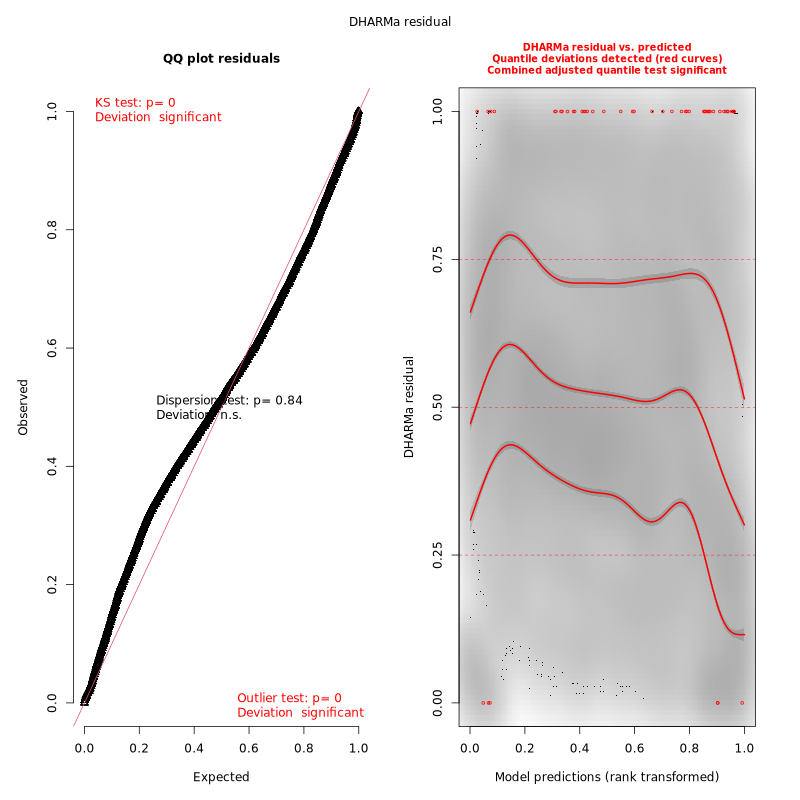 DHARMa residual
QQ plot residuals
KS test: p= 0
Deviation  significant
Dispersion test: p= 0.84
Deviation n.s.
Outlier test: p= 0
Deviation  significant
Observed
0.0 0.2 0.4 0.6 0.8 1.0
0.0 0.2 0.4 0.6 0.8 1.0
Expected
DHARMa residual vs. predicted
Quantile deviations detected (red curves)
Combined adjusted quantile test significant
DHARMa residual
0.00 0.25 0.50 0.75 1.00
0.0 0.2 0.4 0.6 0.8 1.0
Model predictions (rank transformed)